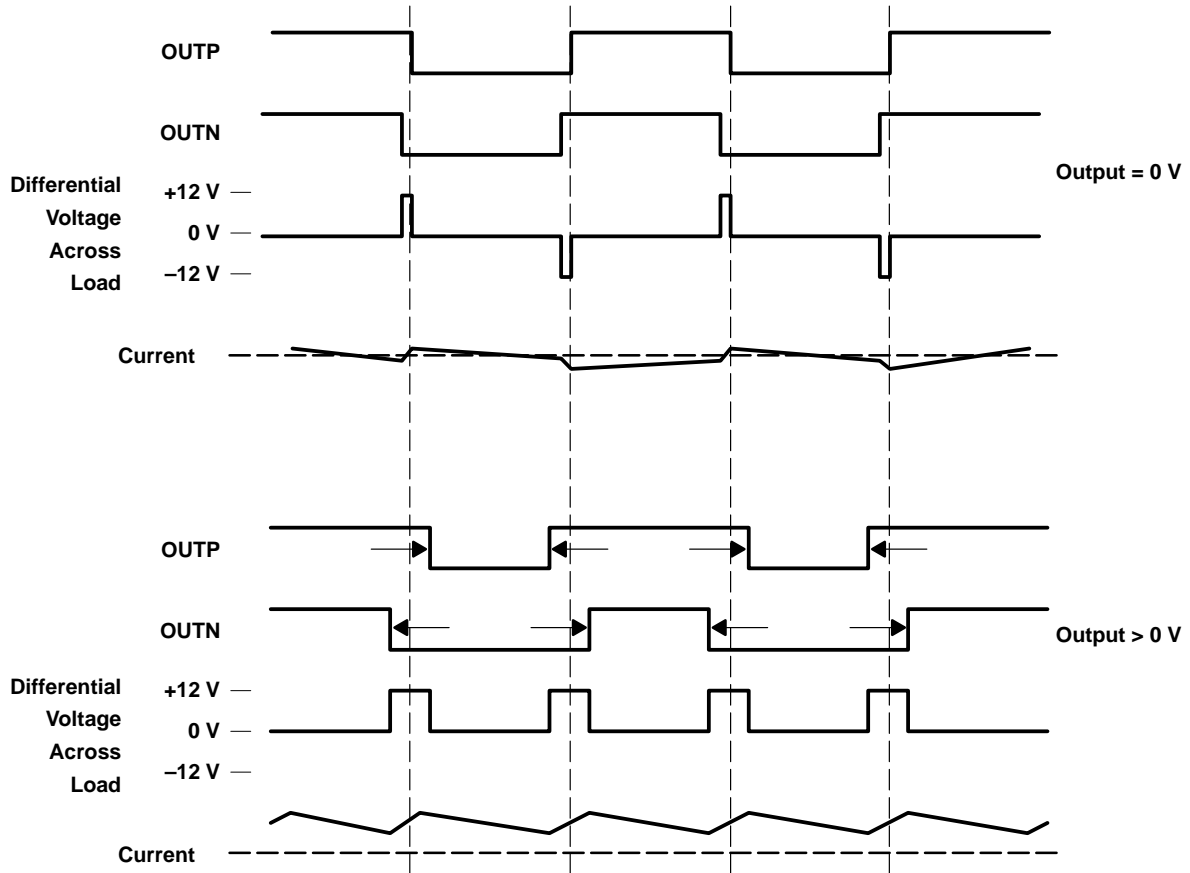 OUTP
OUTN
Output = 0 V
Differential
Voltage
Across
Load
+12 V
0 V
–12 V
Current
OUTP
OUTN
Output > 0 V
Differential
Voltage
Across
Load
+12 V
0 V
–12 V
Current